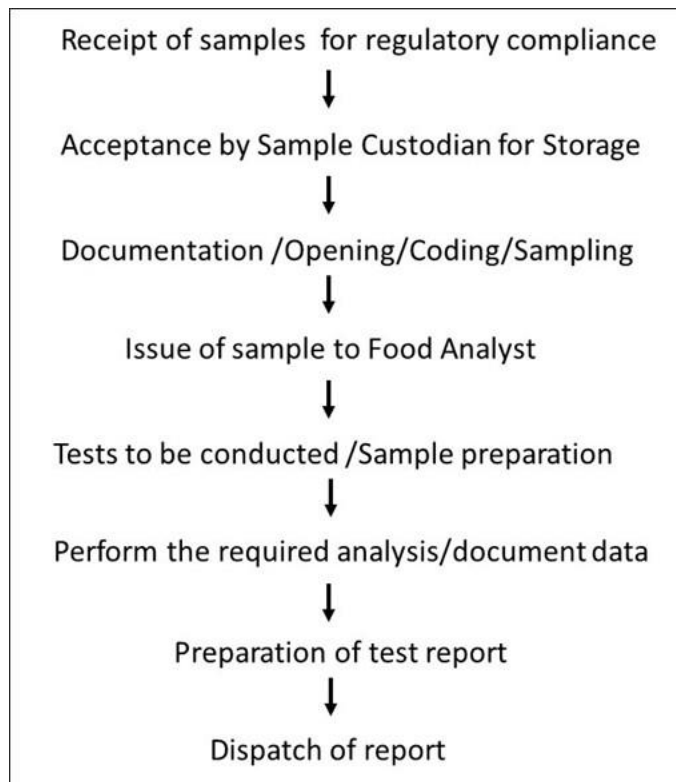 Receipt of samples for regulatory compliance
Acceptance by Sample Custodian for Storage
Documentation /Opening/Coding/Sampling
Issue of sample to Food Analyst
Tests to be conducted /Sample preparation
Perform the required analysis/document data
Preparation of test report
Dispatch of report